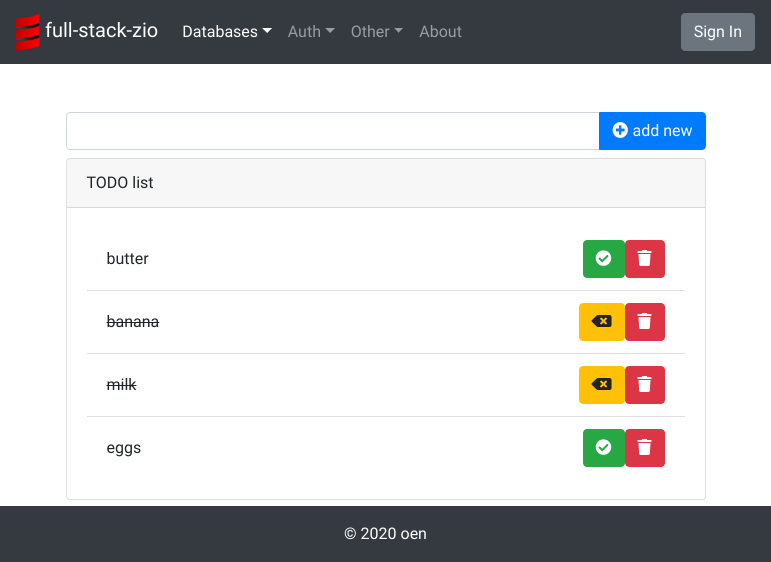 full-stack-zio Databases Auth Other About Sign In
add new
TODO list
butter
banana
milk
eggs
© 2020 oen